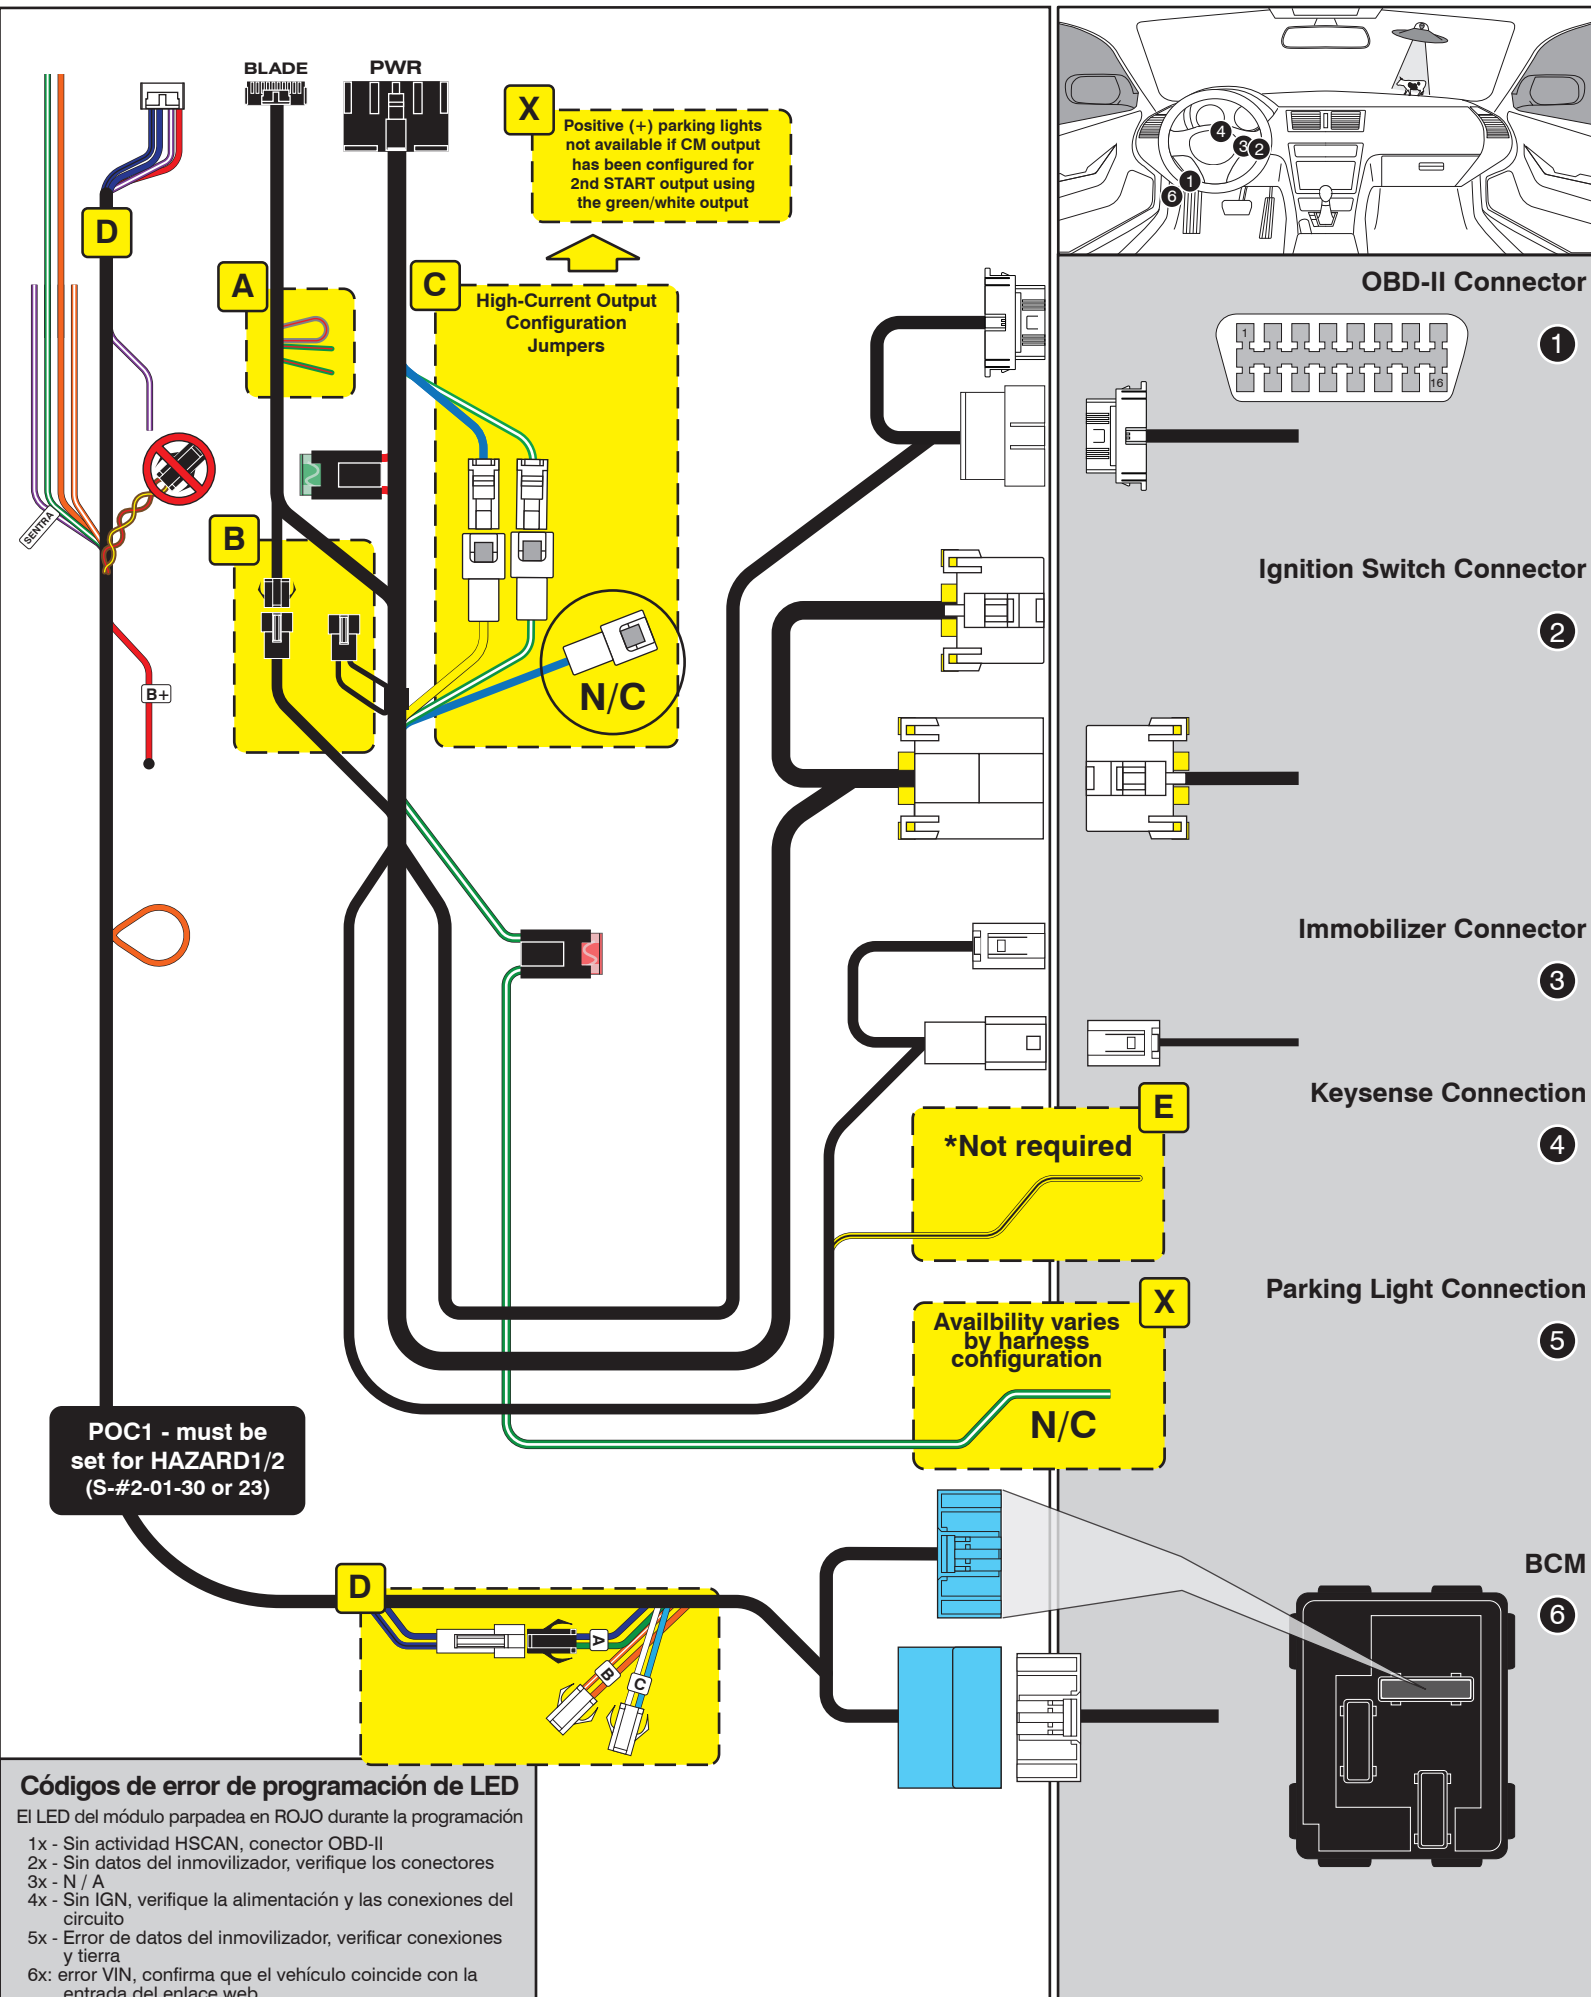 BLADE
PWR
X
Positive (+) parking lights
not available if CM output
has been configured for
2nd START output using
the green/white output
4
3
2
1
6
D
A
C
High-Current Output
Configuration
Jumpers
OBD-II Connector
1
1
16
SENTRA
B
Ignition Switch Connector
2
N/C
B+
Immobilizer Connector
3
E
*Not required
Keysense Connection
4
X
Availbility varies
by harness
configuration
N/C
Parking Light Connection
5
POC1 - must be
set for HAZARD1/2
(S-#2-01-30 or 23)
BCM
6
D
A
B
C
Códigos de error de programación de LED
El LED del módulo parpadea en ROJO durante la programación
1x - Sin actividad HSCAN, conector OBD-II
2x - Sin datos del inmovilizador, verifique los conectores
3x - N / A
4x - Sin IGN, verifique la alimentación y las conexiones del
circuito
5x - Error de datos del inmovilizador, verificar conexiones
y tierra
6x: error VIN, confirma que el vehículo coincide con la
entrada del enlace web